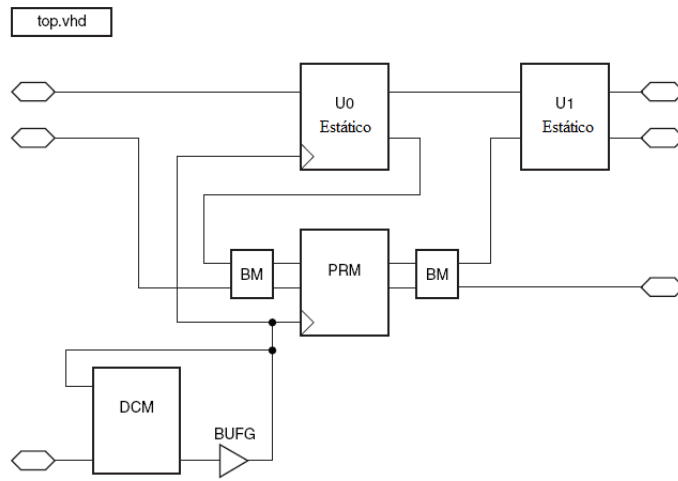 top.vhd
U0
Estático
U1
Estático
BM
PRM
BM
DCM
BUFG